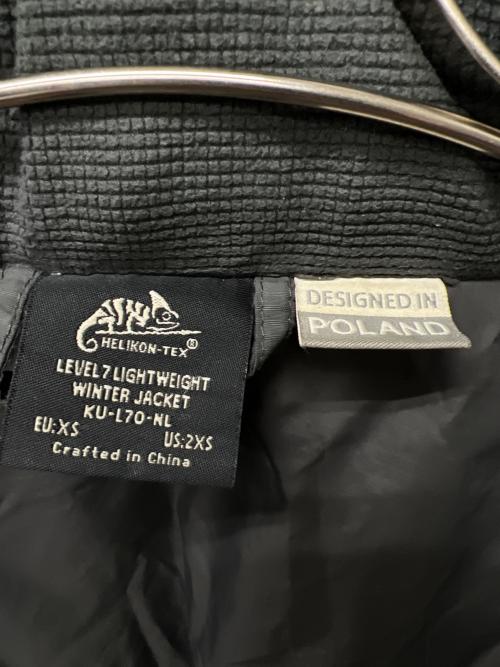 HELIKON-TEX®
LEVEL 7 LIGHTWEIGHT
WINTER JACKET
KU-L70-NL
EU:XS US:2XS
Crafted in China
DESIGNED IN
POLAND